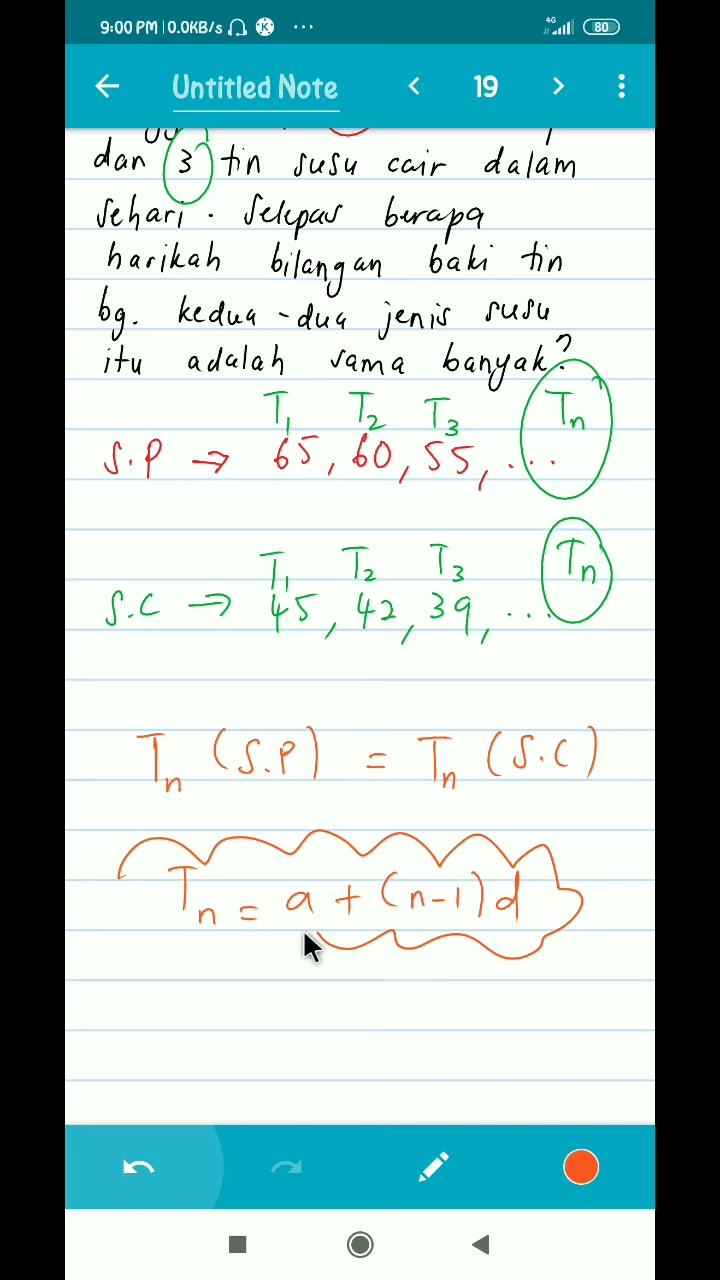 9:00 PM | 0.0KB/s K ... 4G 80
Untitled Note < 19 >
dan 3 tin susu cair dalam
sehari. Selepas berapa
harikah bilangan baki tin
bg. kedua-dua jenis susu
itu adalah sama banyak?
T₁ T₂ T₃ Tₙ
S.P → 65, 60, 55, ...
T₁ T₂ T₃ Tₙ
S.C → 45, 42, 39, ...
Tₙ (S.P) = Tₙ (S.C)
Tₙ = a + (n-1)d